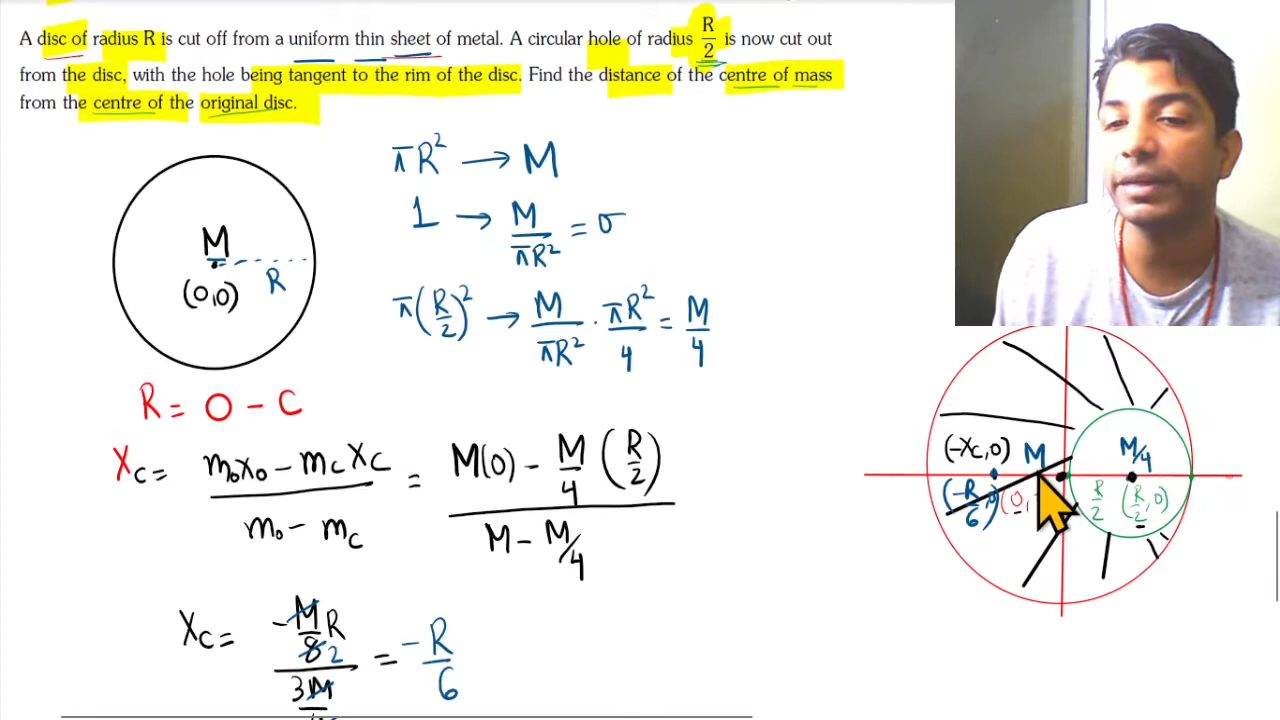 A disc of radius R is cut off from a uniform thin sheet of metal. A circular hole of radius R/2 is now cut out
from the disc, with the hole being tangent to the rim of the disc. Find the distance of the centre of mass
from the centre of the original disc.
πR² → M
1 → M/πR² = σ
π(R/2)² → M/πR² · πR²/4 = M/4
M
(0,0)
R
R = O - C
Xc = (m₀x₀ - mcxc)/(m₀ - mc) = (M(0) - M/4 (R/2))/(M - M/4)
Xc = = -R/6
(-Xc,0) M M/4
(-R/6, 0) (0, R/2 (R/2, 0)